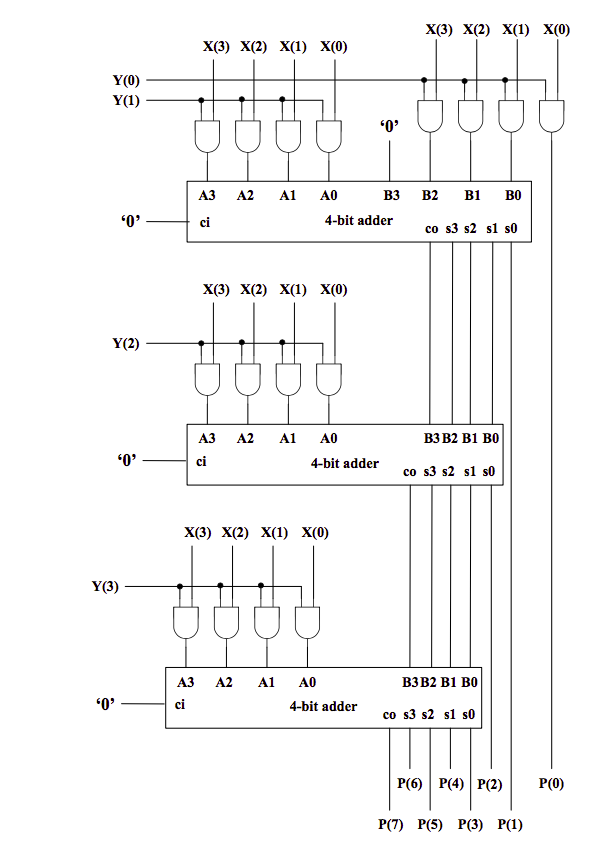 X(3) X(2) X(1) X(0)
X(3) X(2) X(1) X(0)
Y(0)
Y(1)
‘0’
A3 A2 A1 A0 B3 B2 B1 B0
‘0’ ci 4-bit adder co s3 s2 s1 s0
X(3) X(2) X(1) X(0)
Y(2)
A3 A2 A1 A0 B3 B2 B1 B0
‘0’ ci 4-bit adder co s3 s2 s1 s0
X(3) X(2) X(1) X(0)
Y(3)
A3 A2 A1 A0 B3 B2 B1 B0
‘0’ ci 4-bit adder co s3 s2 s1 s0
P(6) P(4) P(2) P(0)
P(7) P(5) P(3) P(1)